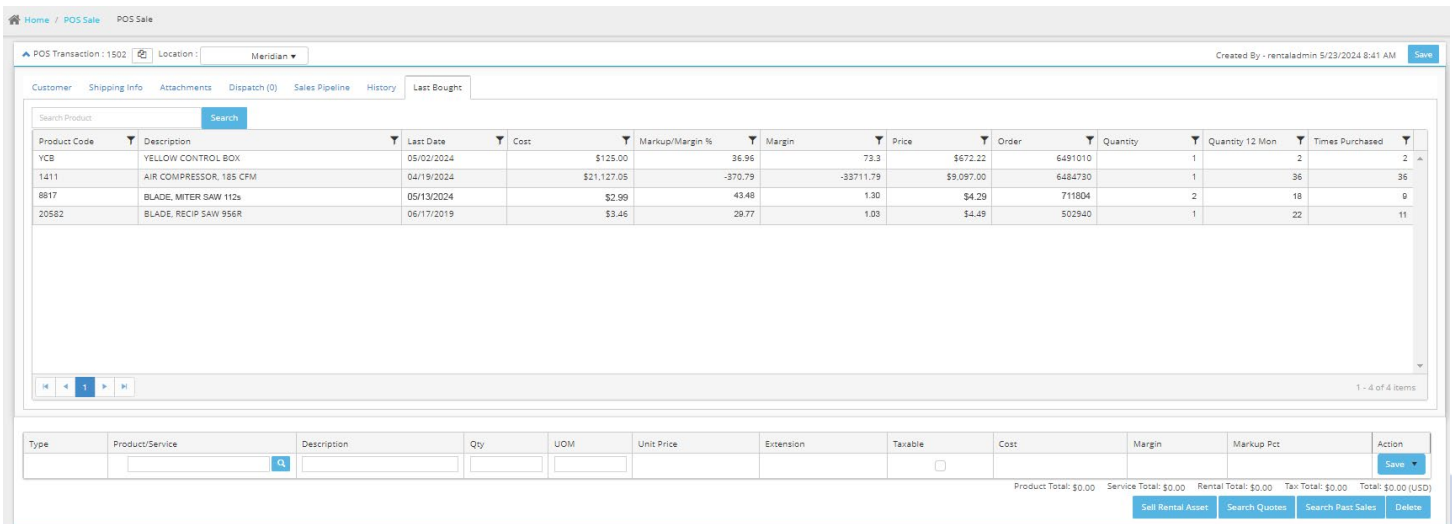 Home / POS Sale POS Sale
POS Transaction : 1502 Location : Meridian Created By - rentaladmin 5/23/2024 8:41 AM Save
Customer Shipping Info Attachments Dispatch (0) Sales Pipeline History Last Bought
Search Product Search
Product Code Description Last Date Cost Markup/Margin % Margin Price Order Quantity Quantity 12 Mon Times Purchased
YCB YELLOW CONTROL BOX 05/02/2024 $125.00 36.96 73.3 $672.22 6491010 1 2 2
1411 AIR COMPRESSOR, 185 CFM 04/19/2024 $21,127.05 -370.79 -33711.79 $9,097.00 6484730 1 36 36
8817 BLADE, MITER SAW 112s 05/13/2024 $2.99 43.48 1.30 $4.29 711804 2 18 9
20582 BLADE, RECIP SAW 956R 06/17/2019 $3.46 29.77 1.03 $4.49 502940 1 22 11
1 1 - 4 of 4 items
Type Product/Service Description Qty UOM Unit Price Extension Taxable Cost Margin Markup Pct Action
Save
Product Total: $0.00 Service Total: $0.00 Rental Total: $0.00 Tax Total: $0.00 Total: $0.00 (USD)
Sell Rental Asset Search Quotes Search Past Sales Delete